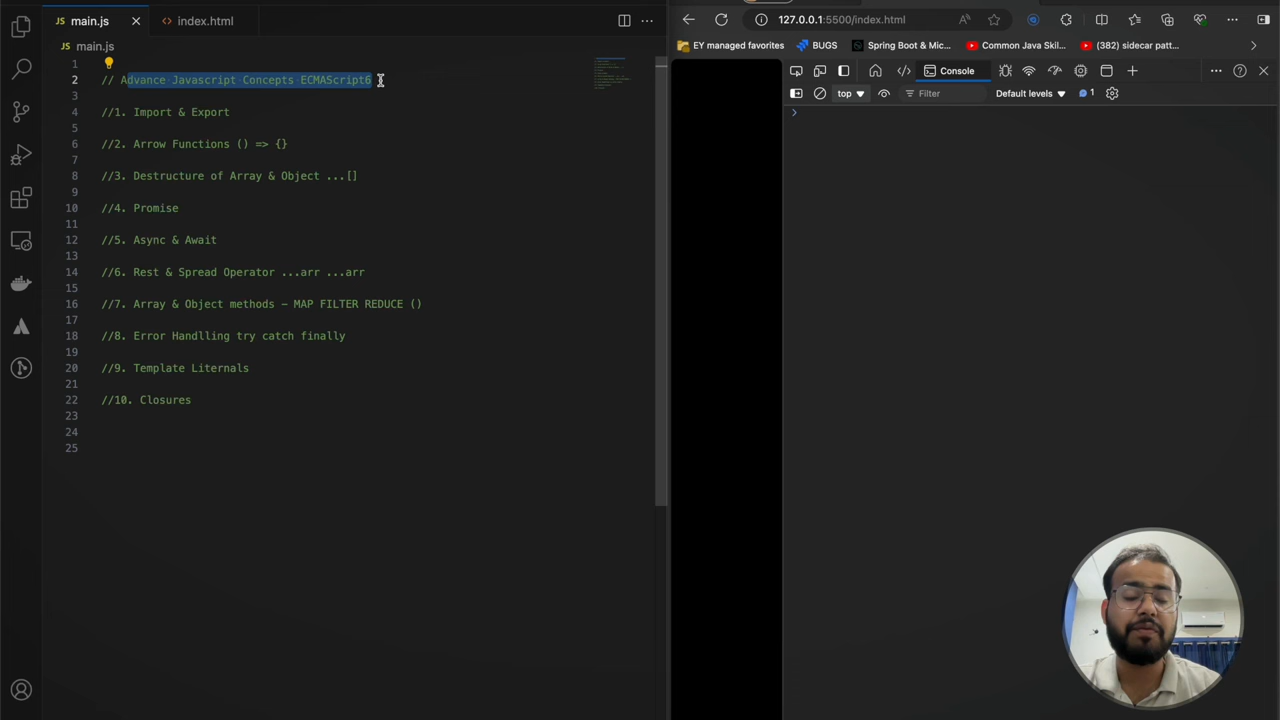 main.js
index.html
main.js
1
2 // Advance Javascript Concepts ECMAScript6
3
4 //1. Import & Export
5
6 //2. Arrow Functions () => {}
7
8 //3. Destructure of Array & Object ...[]
9
10 //4. Promise
11
12 //5. Async & Await
13
14 //6. Rest & Spread Operator ...arr ...arr
15
16 //7. Array & Object methods - MAP FILTER REDUCE ()
17
18 //8. Error Handlling try catch finally
19
20 //9. Template Liternals
21
22 //10. Closures
23
24
25
127.0.0.1:5500/index.html
EY managed favorites BUGS Spring Boot & Mic... Common Java Skil... (382) sidecar patt...
Console
top Filter Default levels 1